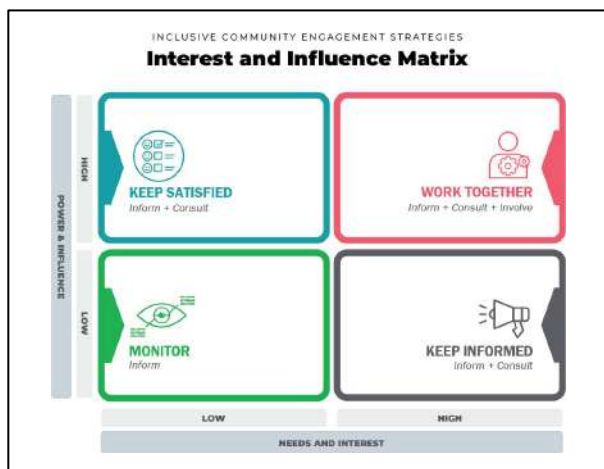 INCLUSIVE COMMUNITY ENGAGEMENT STRATEGIES
Interest and Influence Matrix
POWER & INFLUENCE
HIGH
KEEP SATISFIED
Inform + Consult
WORK TOGETHER
Inform + Consult + Involve
LOW
MONITOR
Inform
KEEP INFORMED
Inform + Consult
LOW
HIGH
NEEDS AND INTEREST